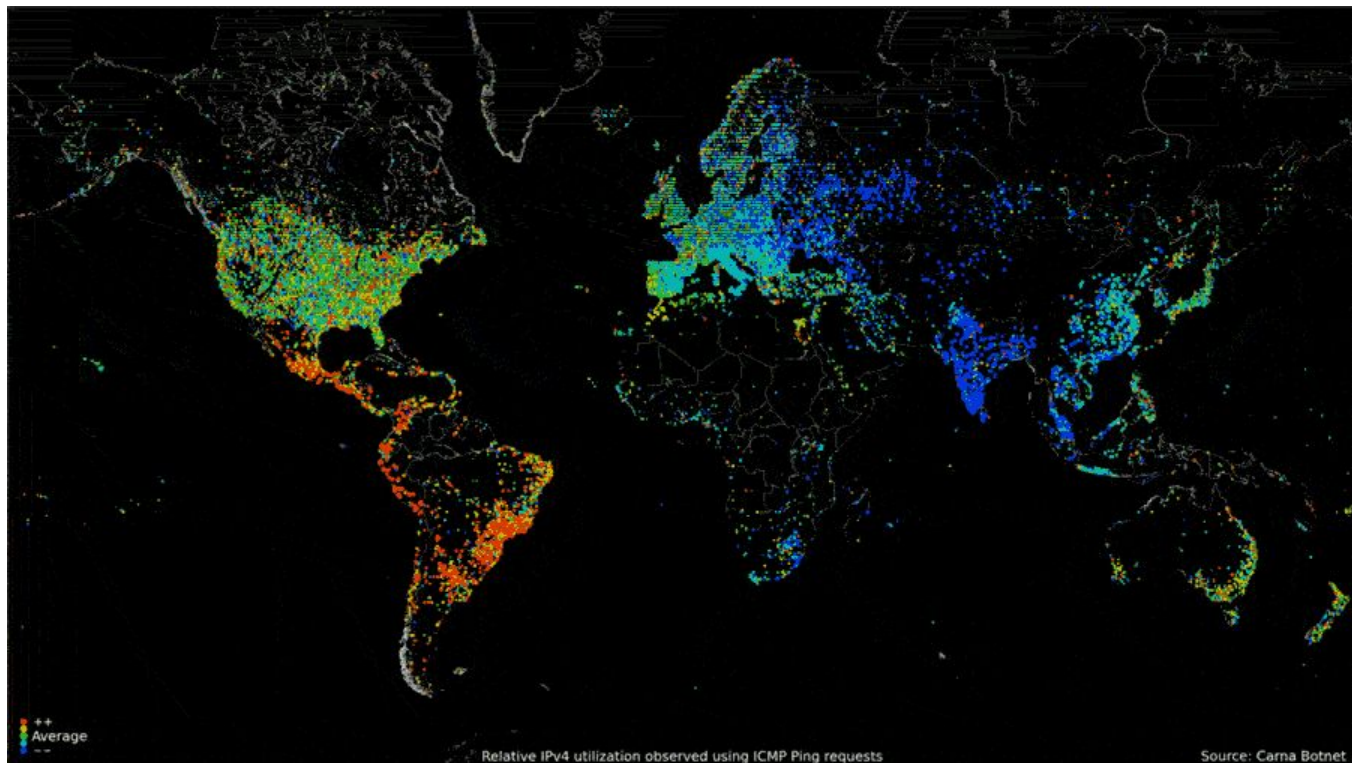 ++
Average
--
Relative IPv4 utilization observed using ICMP Ping requests
Source: Carna Botnet